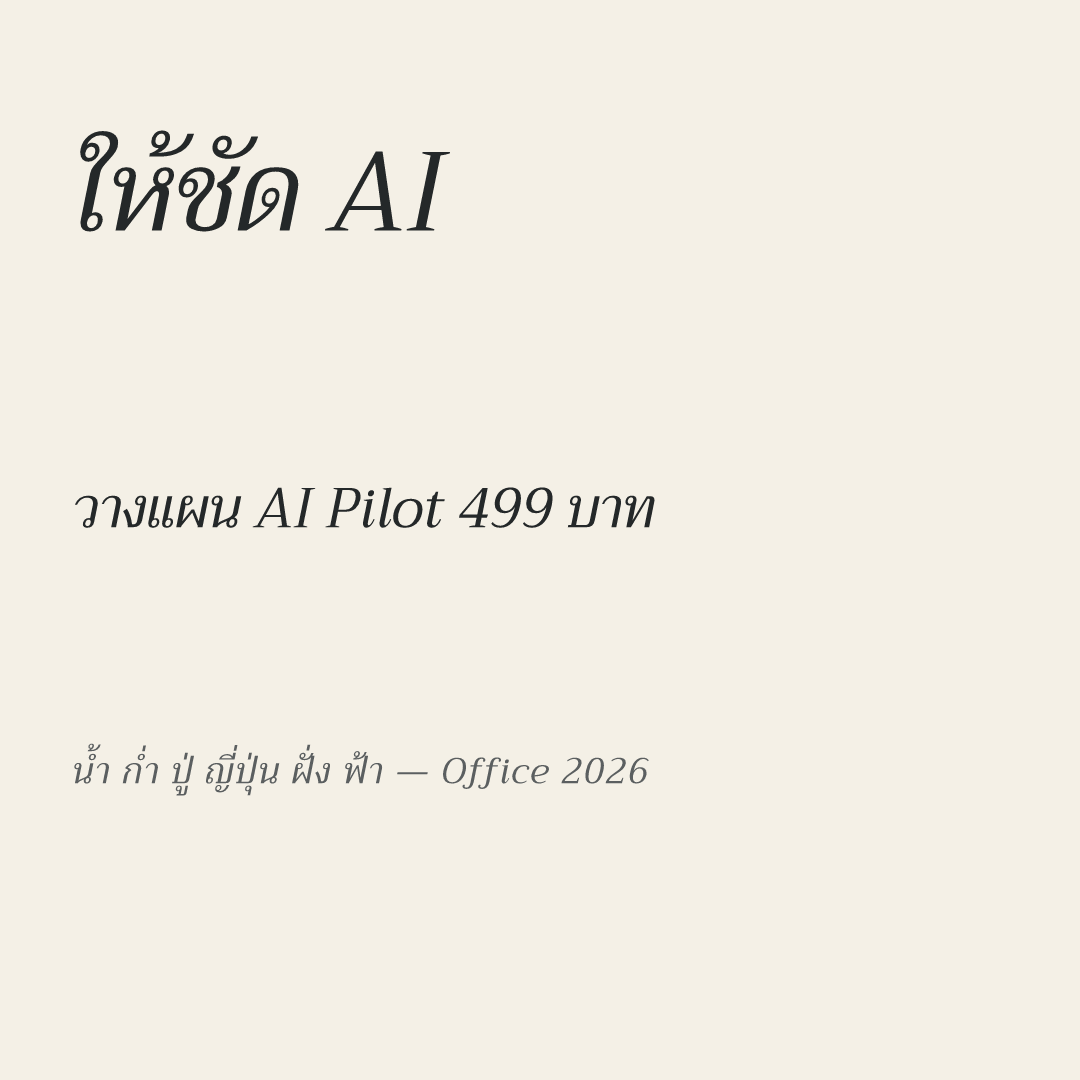 ให้ชัด AI
วางแผน AI Pilot 499 บาท
น้ำ ก่ำ ปู่ ญี่ปุ่น ฝั่ง ฟ้า — Office 2026